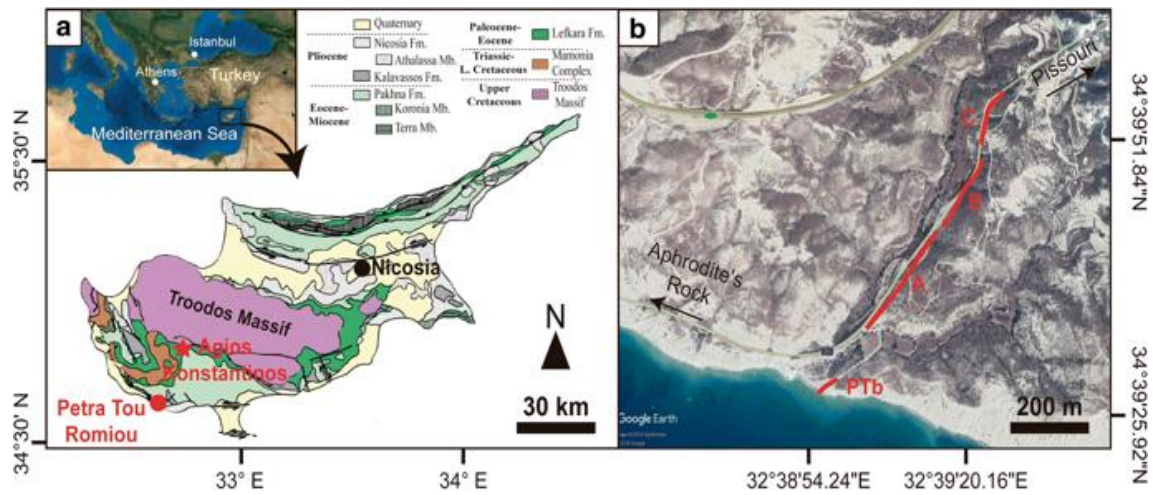 a
Istanbul
Athens
Turkey
Mediterranean Sea
Quaternary
Pliocene
Nicosia Fm.
Athalassa Mb.
Kalavassos Fm.
Eocene-
Miocene
Pakhna Fm.
Koronia Mb.
Terra Mb.
Paleocene-
Eocene
Lefkara Fm.
Triassic-
L. Cretaceous
Mamonia
Complex
Upper
Cretaceous
Troodos
Massif
35°30' N
34°30' N
Nicosia
Troodos Massif
Agios
Konstantinos
Petra Tou
Romiou
N
30 km
33° E
34° E
b
Pissouri
C
B
A
Aphrodite's
Rock
PTb
Google Earth
200 m
34°39'51.84"N
34°39'25.92"N
32°38'54.24"E
32°39'20.16"E